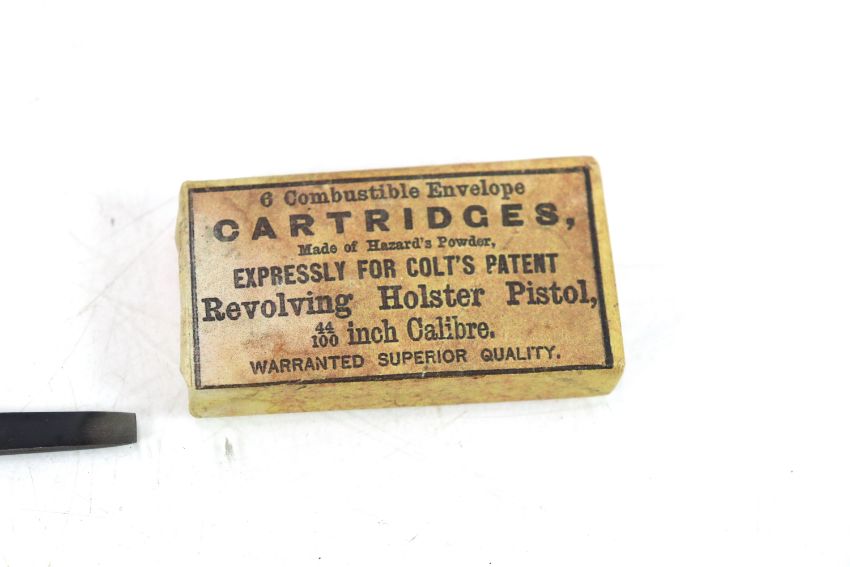 6 Combustible Envelope
CARTRIDGES,
Made of Hazard's Powder,
EXPRESSLY FOR COLT'S PATENT
Revolving Holster Pistol,
44/100 inch Calibre.
WARRANTED SUPERIOR QUALITY.